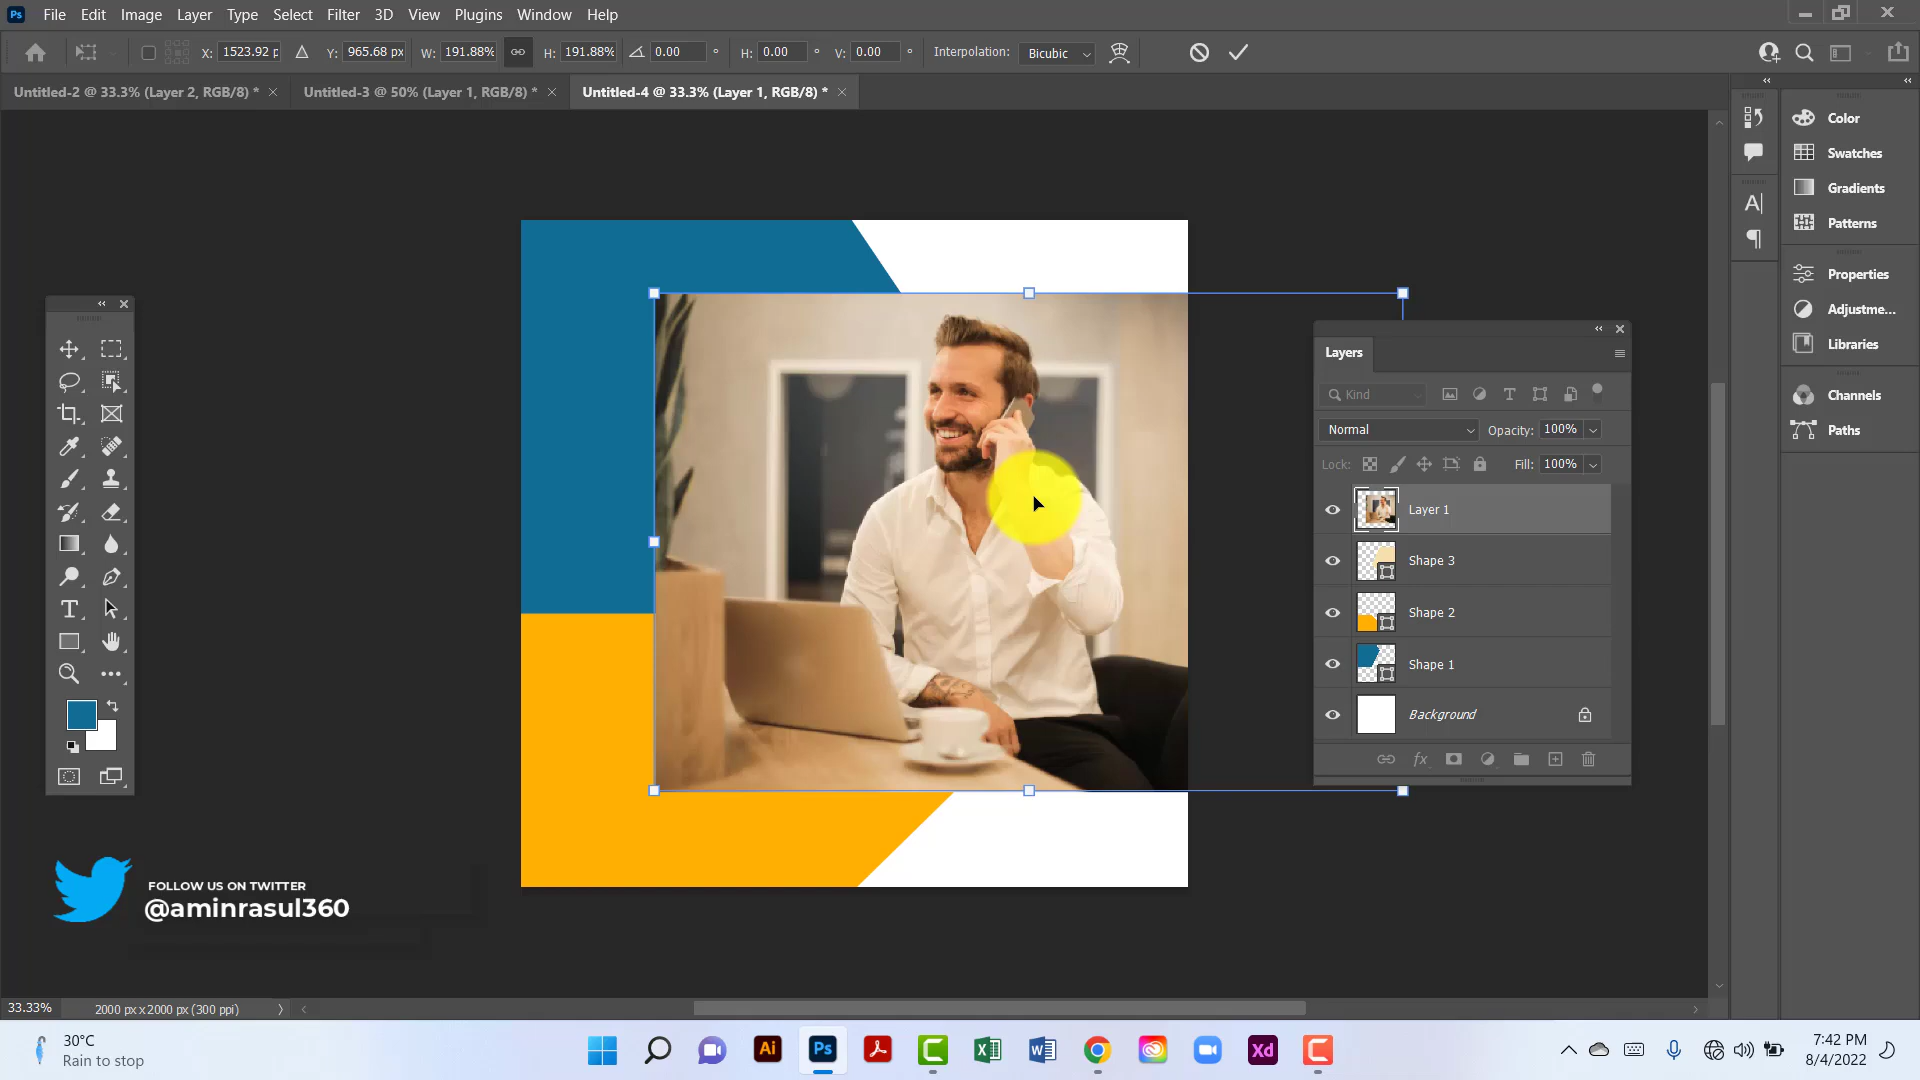 Ps File Edit Image Layer Type Select Filter 3D View Plugins Window Help
X: 1523.92 p Y: 965.68 px W: 191.88% H: 191.88% 0.00 ° H: 0.00 ° V: 0.00 ° Interpolation: Bicubic
Untitled-2 @ 33.3% (Layer 2, RGB/8) * Untitled-3 @ 50% (Layer 1, RGB/8) * Untitled-4 @ 33.3% (Layer 1, RGB/8) *
Color
Swatches
Gradients
Patterns
Properties
Adjustme...
Libraries
Channels
Paths
Layers
Kind
Normal Opacity: 100%
Lock: Fill: 100%
Layer 1
Shape 3
Shape 2
Shape 1
Background
FOLLOW US ON TWITTER
@aminrasul360
33.33% 2000 px x 2000 px (300 ppi)
30°C
Rain to stop
Ai Ps Xd
7:42 PM
8/4/2022